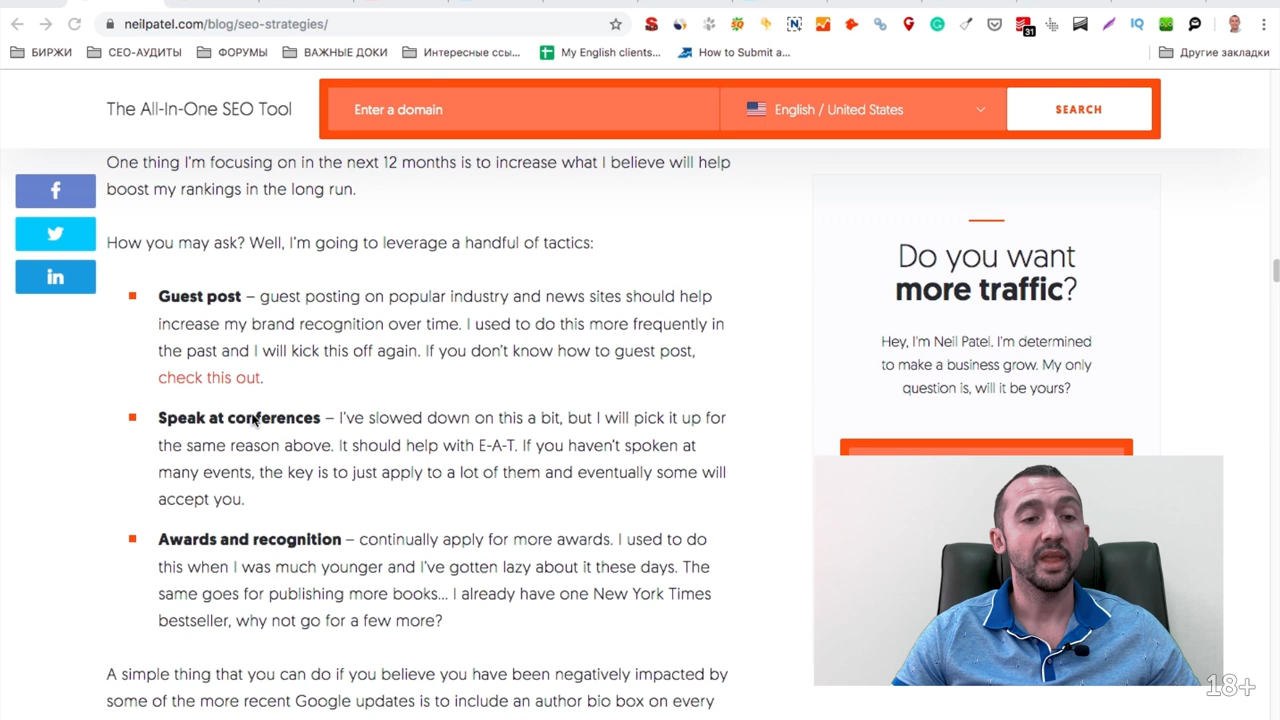 neilpatel.com/blog/seo-strategies/
31
БИРЖИ
СЕО-АУДИТЫ
ФОРУМЫ
ВАЖНЫЕ ДОКИ
Интересные ссы...
My English clients...
How to Submit a...
Другие закладки
The All-In-One SEO Tool
Enter a domain
English / United States
SEARCH
One thing I'm focusing on in the next 12 months is to increase what I believe will help
boost my rankings in the long run.
How you may ask? Well, I'm going to leverage a handful of tactics:
Guest post – guest posting on popular industry and news sites should help
increase my brand recognition over time. I used to do this more frequently in
the past and I will kick this off again. If you don't know how to guest post,
check this out.
Speak at conferences – I've slowed down on this a bit, but I will pick it up for
the same reason above. It should help with E-A-T. If you haven't spoken at
many events, the key is to just apply to a lot of them and eventually some will
accept you.
Awards and recognition – continually apply for more awards. I used to do
this when I was much younger and I've gotten lazy about it these days. The
same goes for publishing more books... I already have one New York Times
bestseller, why not go for a few more?
A simple thing that you can do if you believe you have been negatively impacted by
some of the more recent Google updates is to include an author bio box on every
Do you want
more traffic?
Hey, I'm Neil Patel. I'm determined
to make a business grow. My only
question is, will it be yours?
18+